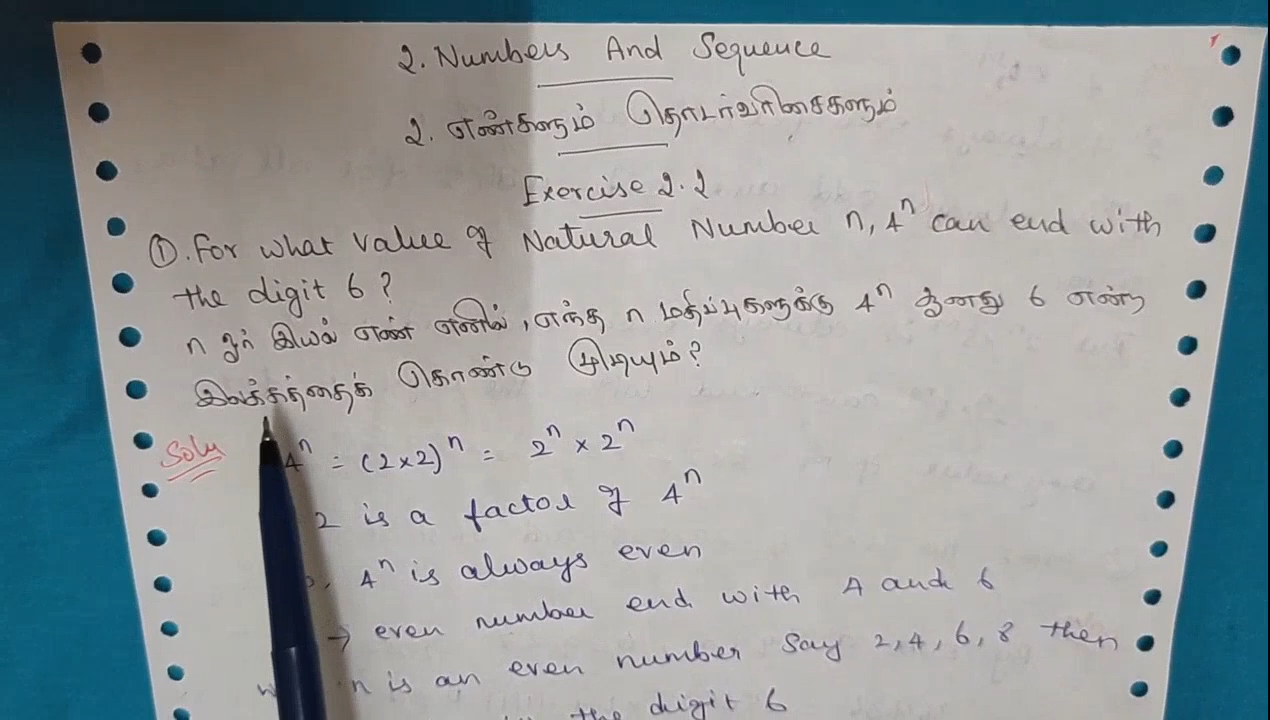 2. Numbers And Sequence
2. எண்களும் தொடர்வரிசைகளும்
Exercise 2.2
①. For what value of Natural Number n, 4ⁿ can end with
the digit 6?
n ஓர் இயல் எண் எனில், எந்த n மதிப்புகளுக்கு 4ⁿ ஆனது 6 என்ற
இலக்கத்தைக் கொண்டு முடியும்?
Soln 4ⁿ = (2×2)ⁿ = 2ⁿ × 2ⁿ
2 is a factor of 4ⁿ
4ⁿ is always even
→ even number end with 4 and 6
n is an even number say 2, 4, 6, 8 then
the digit 6